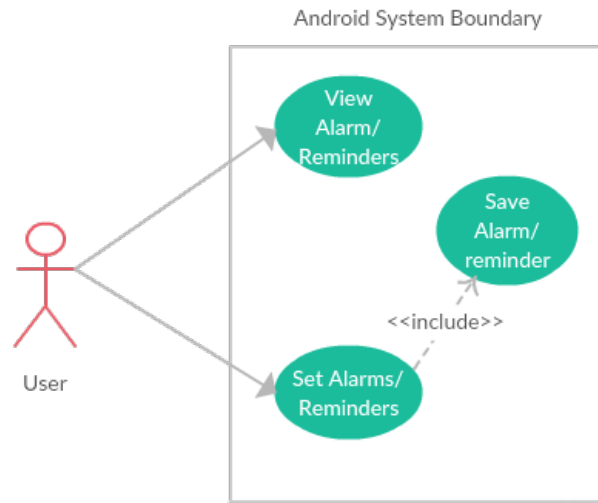 Android System Boundary
View
Alarm/
Reminders
Save
Alarm/
reminder
<<include>>
User
Set Alarms/
Reminders